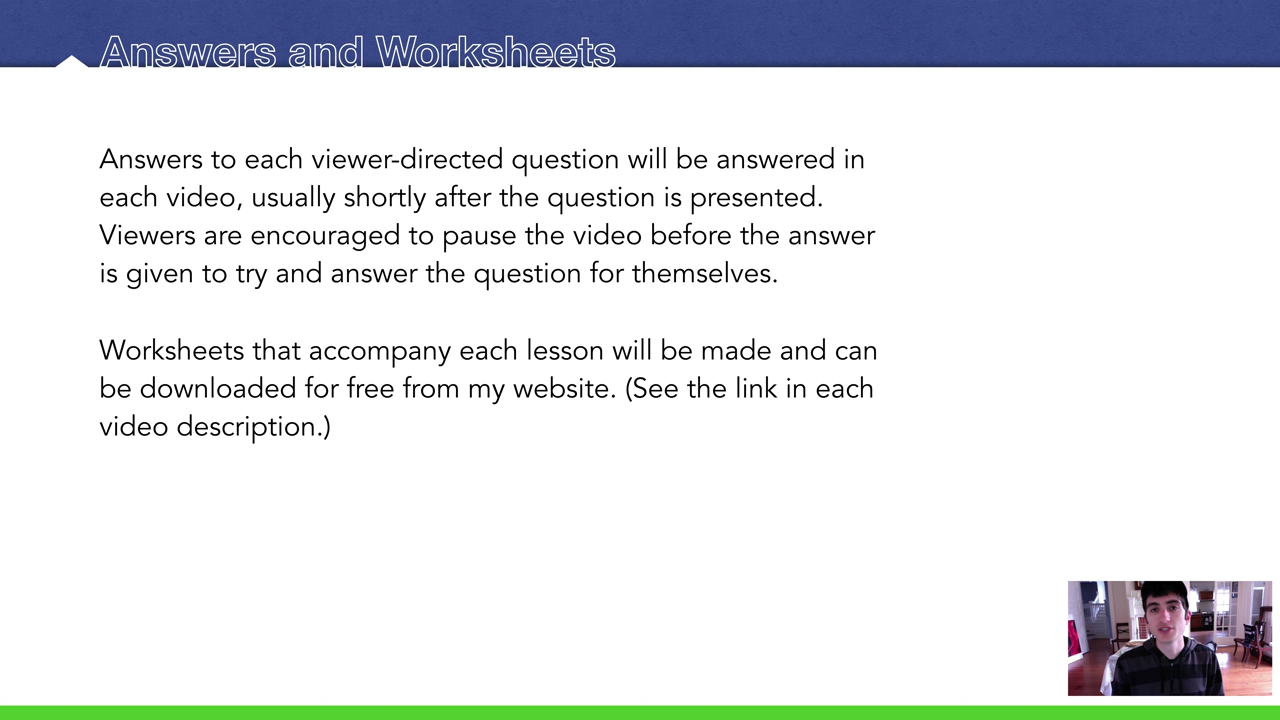 Answers and Worksheets
Answers to each viewer-directed question will be answered in
each video, usually shortly after the question is presented.
Viewers are encouraged to pause the video before the answer
is given to try and answer the question for themselves.
Worksheets that accompany each lesson will be made and can
be downloaded for free from my website. (See the link in each
video description.)